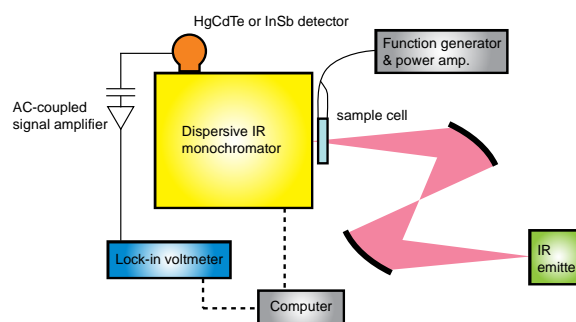 HgCdTe or InSb detector
Function generator
& power amp.
AC-coupled
signal amplifier
sample cell
Dispersive IR
monochromator
Lock-in voltmeter
IR
emitte
Computer